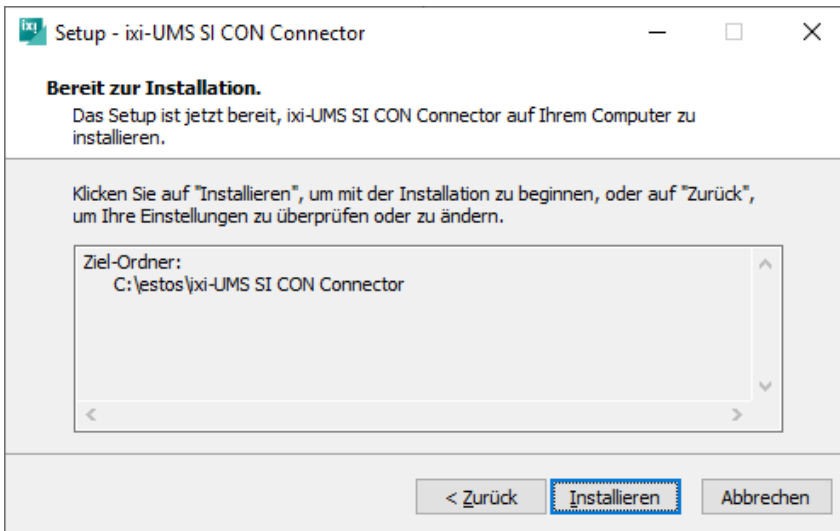 ixi
Setup - ixi-UMS SI CON Connector
Bereit zur Installation.
Das Setup ist jetzt bereit, ixi-UMS SI CON Connector auf Ihrem Computer zu
installieren.
Klicken Sie auf "Installieren", um mit der Installation zu beginnen, oder auf "Zurück",
um Ihre Einstellungen zu überprüfen oder zu ändern.
Ziel-Ordner:
C:\estos\ixi-UMS SI CON Connector
< Zurück
Installieren
Abbrechen